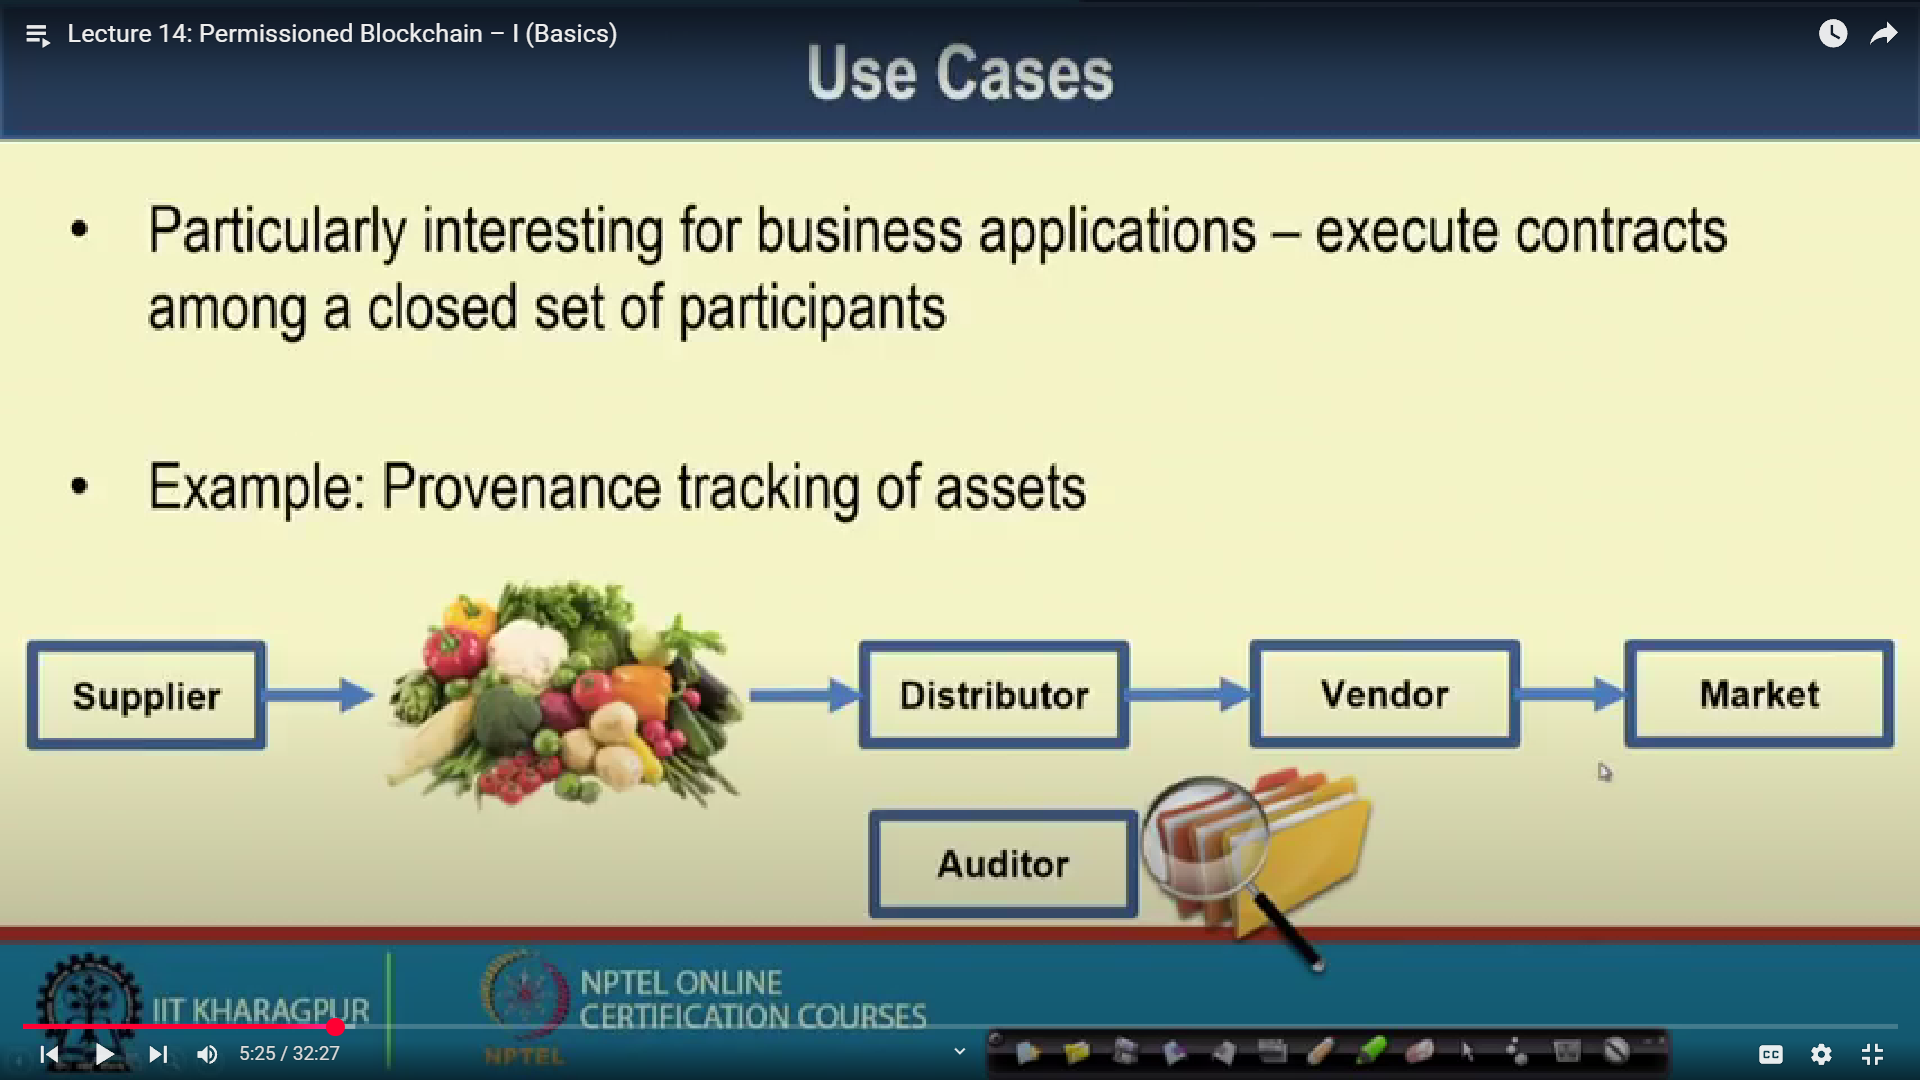 Lecture 14: Permissioned Blockchain – I (Basics)
Use Cases
• Particularly interesting for business applications – execute contracts
among a closed set of participants
• Example: Provenance tracking of assets
Supplier
Distributor
Vendor
Market
Auditor
IIT KHARAGPUR
NPTEL
NPTEL ONLINE
CERTIFICATION COURSES
5:25 / 32:27
CC